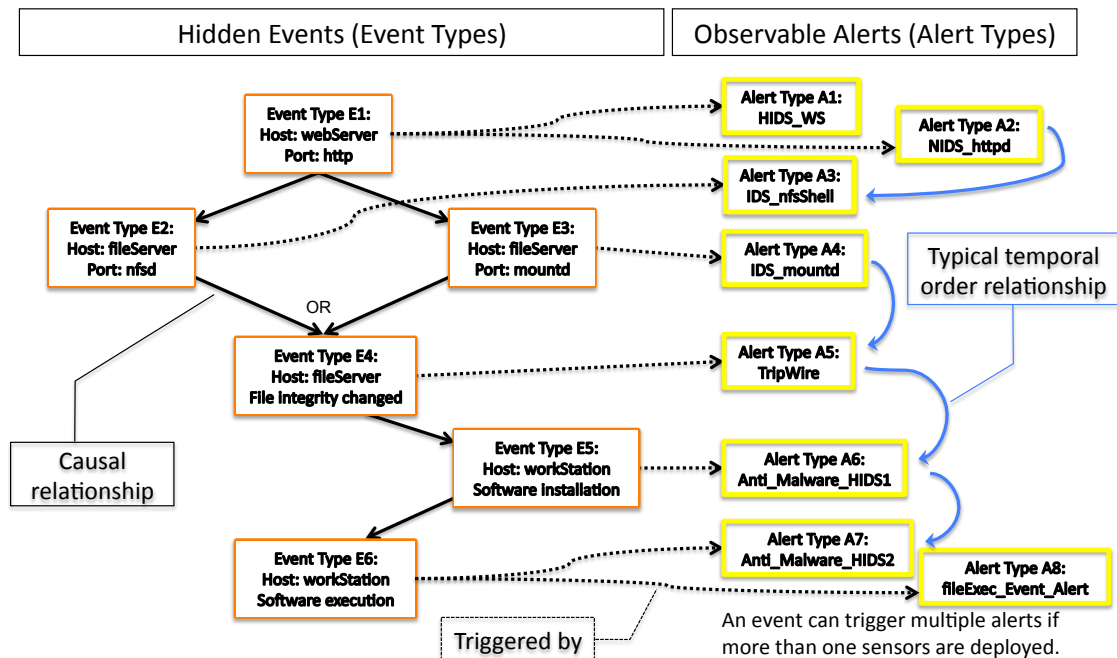 Hidden Events (Event Types)
Observable Alerts (Alert Types)
Event Type E1:
Host: webServer
Port: http
Alert Type A1:
HIDS_WS
Alert Type A2:
NIDS_httpd
Alert Type A3:
IDS_nfsShell
Event Type E2:
Host: fileServer
Port: nfsd
Event Type E3:
Host: fileServer
Port: mountd
Alert Type A4:
IDS_mountd
Typical temporal
order relationship
OR
Event Type E4:
Host: fileServer
File integrity changed
Alert Type A5:
TripWire
Causal
relationship
Event Type E5:
Host: workStation
Software installation
Alert Type A6:
Anti_Malware_HIDS1
Event Type E6:
Host: workStation
Software execution
Alert Type A7:
Anti_Malware_HIDS2
Alert Type A8:
fileExec_Event_Alert
Triggered by
An event can trigger multiple alerts if
more than one sensors are deployed.